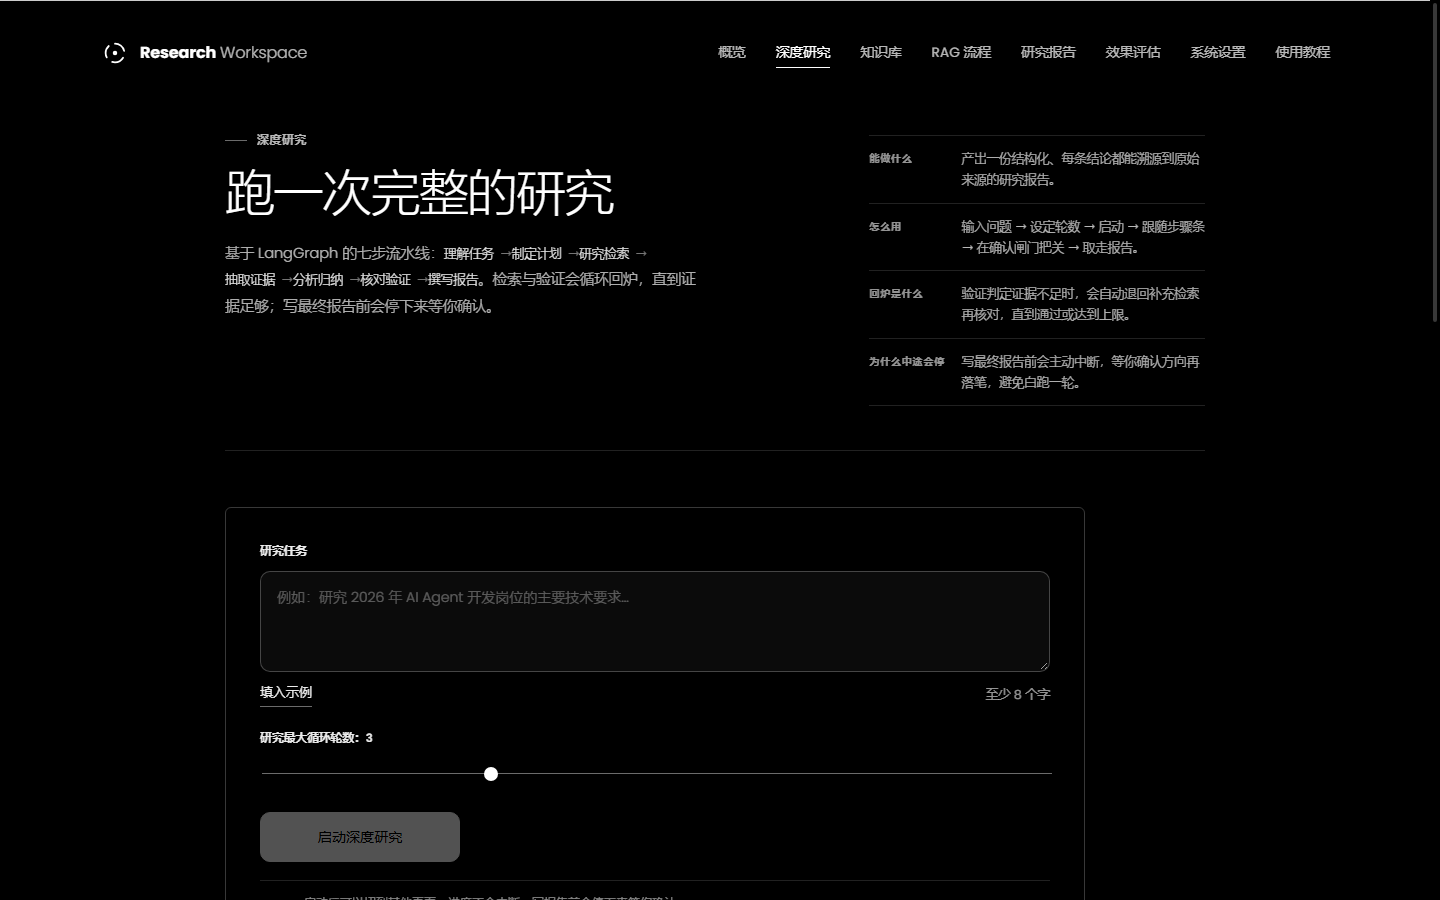 Research Workspace
概览 深度研究 知识库 RAG 流程 研究报告 效果评估 系统设置 使用教程
深度研究
跑一次完整的研究
基于 LangGraph 的七步流水线：理解任务 →制定计划 →研究检索 →
抽取证据 →分析归纳 →核对验证 →撰写报告。检索与验证会循环回炉，直到证
据足够；写最终报告前会停下来等你确认。
能做什么
产出一份结构化、每条结论都能溯源到原始
来源的研究报告。
怎么用
输入问题 → 设定轮数 → 启动 → 跟随步骤条
→ 在确认闸门把关 → 取走报告。
回炉是什么
验证判定证据不足时，会自动退回补充检索
再核对，直到通过或达到上限。
为什么中途会停
写最终报告前会主动中断，等你确认方向再
落笔，避免白跑一轮。
研究任务
例如：研究 2026 年 AI Agent 开发岗位的主要技术要求…
填入示例
至少 8 个字
研究最大循环轮数：3
启动深度研究